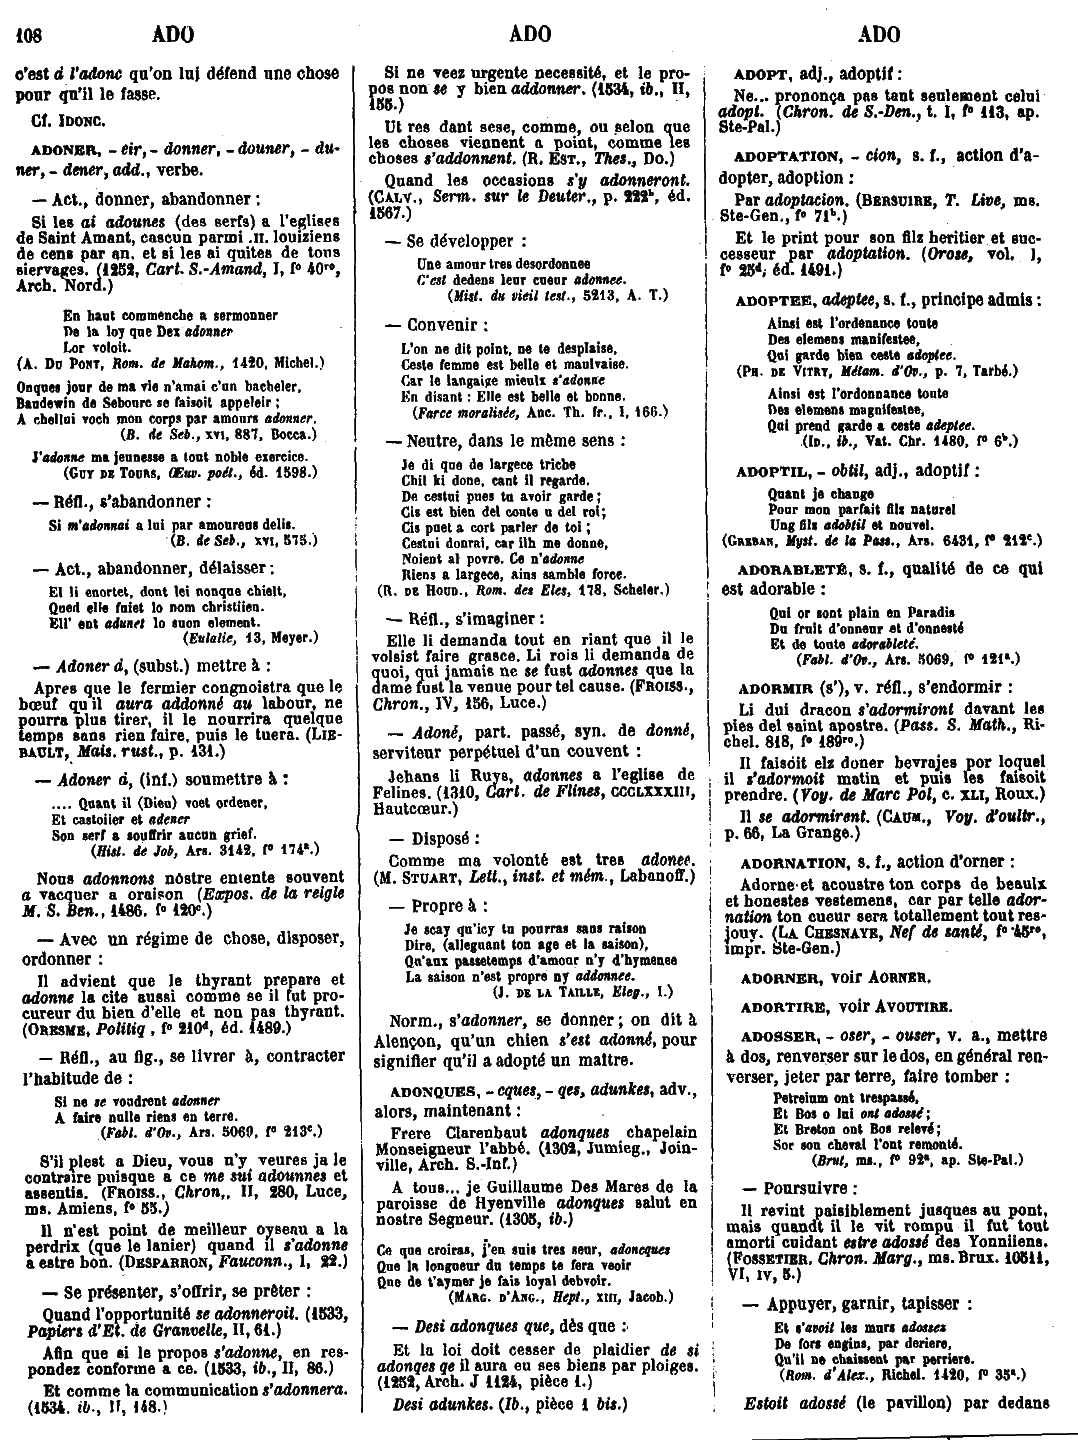 108 ADO ADO ADO
c'est à l'adonc qu'on lui défend une chose
pour qu'il le fasse.
Cf. IDONC.
ADONER, - eir, - donner, - douner, - du-
ner, - dener, add., verbe.
— Act., donner, abandonner :
Si les ai adounes (des serfs) a l'eglises
de Saint Amant, cascun parmi .II. louiziens
de cens par an, et si les ai quites de tous
siervages. (1252, Cart. S.-Amand, I, f° 40ro,
Arch. Nord.)
En haut commenche a sermonner
De la loy que Dex adonner
Lor voloit.
(A. DU PONT, Rom. de Mahom., 1420, Michel.)
Onques jour de ma vie n'amai c'un bacheler,
Baudewin de Sebourc se faisoit appeleir ;
A chellui voch mon corps par amours adonner.
(B. de Seb., XVI, 887, Bocca.)
J'adonne ma jeunesse a tout noble exercice.
(GUY DE TOURS, Œuv. poét., éd. 1598.)
— Réfl., s'abandonner :
Si m'adonnai a lui par amoureus delis.
(B. de Seb., XVI, 575.)
— Act., abandonner, délaisser :
El li enortet, dont lei nonque chielt,
Qued elle fuiet lo nom christiien.
Ell' ent adunet lo suon element.
(Eulalie, 13, Meyer.)
— Adoner à, (subst.) mettre à :
Apres que le fermier congnoistra que le
bœuf qu'il aura addonné au labour, ne
pourra plus tirer, il le nourrira quelque
temps sans rien faire, puis le tuera. (LIE-
BAULT, Mais. rust., p. 131.)
— Adoner à, (inf.) soumettre à :
.... Quant il (Dieu) voet ordener,
Et castoiier et adener
Son serf a souffrir aucun grief.
(Hist. de Job, Ars. 3142, f° 174a.)
Nous adonnons nostre entente souvent
a vacquer a oraison (Expos. de la reigle
M. S. Ben., 1486, f° 120c.)
— Avec un régime de chose, disposer,
ordonner :
Il advient que le thyrant prepare et
adonne la cite aussi comme se il fut pro-
cureur du bien d'elle et non pas thyrant.
(ORESME, Politiq , f° 210d, éd. 1489.)
— Réfl., au fig., se livrer à, contracter
l'habitude de :
Si ne se voudrent adonner
A faire nulle riens en terre.
(Fabl. d'Ov., Ars. 5069, f° 213c.)
S'il plest a Dieu, vous n'y veures ja le
contraire puisque a ce me sui adounnes et
assentis. (FROISS., Chron,, II, 280, Luce,
ms. Amiens, f° 55.)
Il n'est point de meilleur oyseau a la
perdrix (que le lanier) quand il s'adonne
a estre bon. (DESPARRON, Fauconn., I, 22.)
— Se présenter, s'offrir, se prêter :
Quand l'opportunité se adonneroit. (1533,
Papiers d'Et. de Granvelle, II, 61.)
Afin que si le propos s'adonne, en res-
pondez conforme a ce. (1533, ib., II, 86.)
Et comme la communication s'adonnera.
(1534. ib., II, 148.)
Si ne veez urgente necessité, et le pro-
pos non se y bien addonner. (1534, ib., II,
155.)
Ut res dant sese, comme, ou selon que
les choses viennent a point, comme les
choses s'addonnent. (R. EST., Thes., Do.)
Quand les occasions s'y adonneront.
(CALV., Serm. sur le Deuter., p. 222b, éd.
1567.)
— Se développer :
Une amour tres desordonnee
C'est dedens leur cueur adonnee.
(Mist. du vieil test., 5213, A. T.)
— Convenir :
L'on ne dit point, ne te desplaise,
Ceste femme est belle et maulvaise.
Car le langaige mieulx s'adonne
En disant : Elle est belle et bonne.
(Farce moralisée, Anc. Th. fr., I, 166.)
— Neutre, dans le même sens :
Je di que de largece triche
Chil ki done, cant il regarde.
De cestui pues tu avoir garde ;
Cis est bien del conte u del roi;
Cis puet a cort parler de toi ;
Cestui donrai, car ilh me donne,
Noient al povre. Ce n'adonne
Riens a largece, ains samble force.
(R. DE HOUD., Rom. des Eles, 178, Scheler.)
— Réfl., s'imaginer :
Elle li demanda tout en riant que il le
volsist faire grasce. Li rois li demanda de
quoi, qui jamais ne se fust adonnes que la
dame fust la venue pour tel cause. (FROISS.,
Chron., IV, 156, Luce.)
— Adoné, part. passé, syn. de donné,
serviteur perpétuel d'un couvent :
Jehans li Ruys, adonnes a l'eglise de
Felines. (1310, Cart. de Flines, CCCLXXXIII,
Hautcœur.)
— Disposé :
Comme ma volonté est tres adonee.
(M. STUART, Lett., inst. et mém., Labanoff.)
— Propre à :
Je scay qu'icy tu pourras sans raison
Dire, (alleguant ton age et la saison),
Qu'aux passetemps d'amour n'y d'hymenee
La saison n'est propre ny addonnee.
(J. DE LA TAILLE, Eleg., I.)
Norm., s'adonner, se donner ; on dit à
Alençon, qu'un chien s'est adonné, pour
signifier qu'il a adopté un maître.
ADONQUES, - cques, - qes, adunkes, adv.,
alors, maintenant :
Frere Clarenbaut adonques chapelain
Monseigneur l'abbé. (1302, Jumieg., Join-
ville, Arch. S.-Inf.)
A tous... je Guillaume Des Mares de la
paroisse de Hyenville adonques salut en
nostre Segneur. (1305, ib.)
Ce que croiras, j'en suis tres seur, adoncques
Que la longueur du temps te fera veoir
Que de t'aymer je fais loyal debvoir.
(MARG. D'ANG., Hept., XIII, Jacob.)
— Desi adonques que, dès que :
Et la loi doit cesser de plaidier de si
adonqes qe il aura eu ses biens par ploiges.
(1252, Arch. J 1124, pièce 1.)
Desi adunkes. (Ib., pièce 1 bis.)
ADOPT, adj., adoptif :
Ne... prononça pas tant seulement celui
adopt. (Chron. de S.-Den., t. I, f° 113, ap.
Ste-Pal.)
ADOPTATION, - cion, s. f., action d'a-
dopter, adoption :
Par adoptacion. (BERSUIRE, T. Live, ms.
Ste-Gen., f° 71b.)
Et le print pour son filz heritier et suc-
cesseur par adoptation. (Orose, vol. I,
f° 25d, éd. 1491.)
ADOPTEE, adeptee, s. f., principe admis :
Ainsi est l'ordenance toute
Des elemens manifestee,
Qui garde bien ceste adoptee.
(PH. DE VITRY, Métam. d'Ov., p. 7, Tarbé.)
Ainsi est l'ordonnance toute
Des elemens magnifestee,
Qui prend garde a ceste adeptee.
(ID., ib., Vat. Chr. 1480, f° 6b.)
ADOPTIL, - obtil, adj., adoptif :
Quant je change
Pour mon parfait filz naturel
Ung filz adobtil et nouvel.
(GREBAN, Myst. de la Pass., Ars. 6431, f° 212c.)
ADORABLETÉ, s. f., qualité de ce qui
est adorable :
Qui or sont plain en Paradis
Du fruit d'onneur et d'onnesté
Et de toute adorableté.
(Fabl. d'Ov., Ars. 5069, f° 121a.)
ADORMIR (s'), v. réfl., s'endormir :
Li dui dracon s'adormiront davant les
pies del saint apostre. (Pass. S. Math., Ri-
chel. 818, f° 189ro.)
Il faisoit elz doner bevrajes por loquel
il s'adormoit matin et puis les faisoit
prendre. (Voy. de Marc Pol, c. XLI, Roux.)
Il se adormirent. (CAUM., Voy. d'oultr.,
p. 66, La Grange.)
ADORNATION, s. f., action d'orner :
Adorne et acoustre ton corps de beaulx
et honestes vestemens, car par telle ador-
nation ton cueur sera totallement tout res-
jouy. (LA CHESNAYE, Nef de santé, f° 45ro,
impr. Ste-Gen.)
ADORNER, voir AORNER.
ADORTIRE, voir AVOUTIRE.
ADOSSER, - oser, - ouser, v. a., mettre
à dos, renverser sur le dos, en général ren-
verser, jeter par terre, faire tomber :
Petreium ont trespassé,
Et Bos o lui ont adossé ;
Et Breton ont Bos relevé ;
Sor son cheval l'ont remonté.
(Brut, ms., f° 92a, ap. Ste-Pal.)
— Poursuivre :
Il revint paisiblement jusques au pont,
mais quandt il le vit rompu il fut tout
amorti cuidant estre adossé des Yonniiens.
(FOSSETIER, Chron. Marg., ms. Brux. 10511,
VI, IV, 5.)
— Appuyer, garnir, tapisser :
Et s'avoit les murs adossez
De fors engins, par deriere,
Qu'il ne chaissent par perriere.
(Rom. d'Alex., Richel. 1420, f° 35a.)
Estoit adossé (le pavillon) par dedans